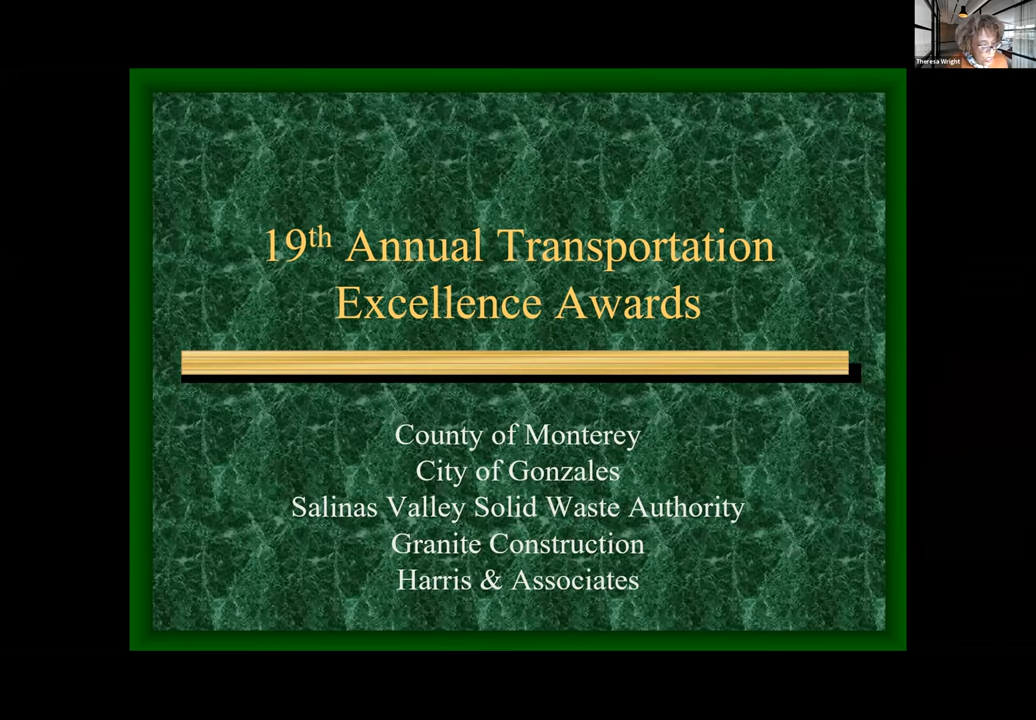 Theresa Wright
19th Annual Transportation
Excellence Awards
County of Monterey
City of Gonzales
Salinas Valley Solid Waste Authority
Granite Construction
Harris & Associates